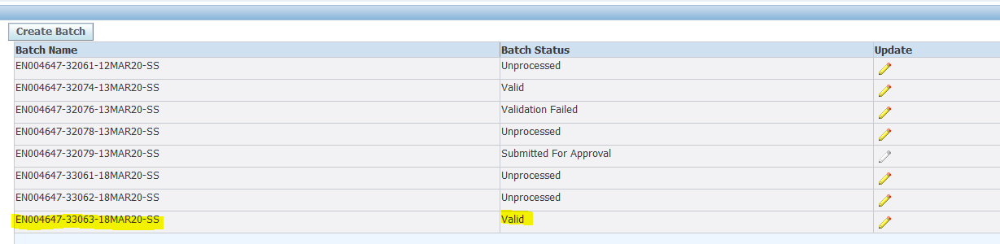 Create Batch
Batch Name Batch Status Update
EN004647-32061-12MAR20-SS Unprocessed
EN004647-32074-13MAR20-SS Valid
EN004647-32076-13MAR20-SS Validation Failed
EN004647-32078-13MAR20-SS Unprocessed
EN004647-32079-13MAR20-SS Submitted For Approval
EN004647-33061-18MAR20-SS Unprocessed
EN004647-33062-18MAR20-SS Unprocessed
EN004647-33063-18MAR20-SS Valid